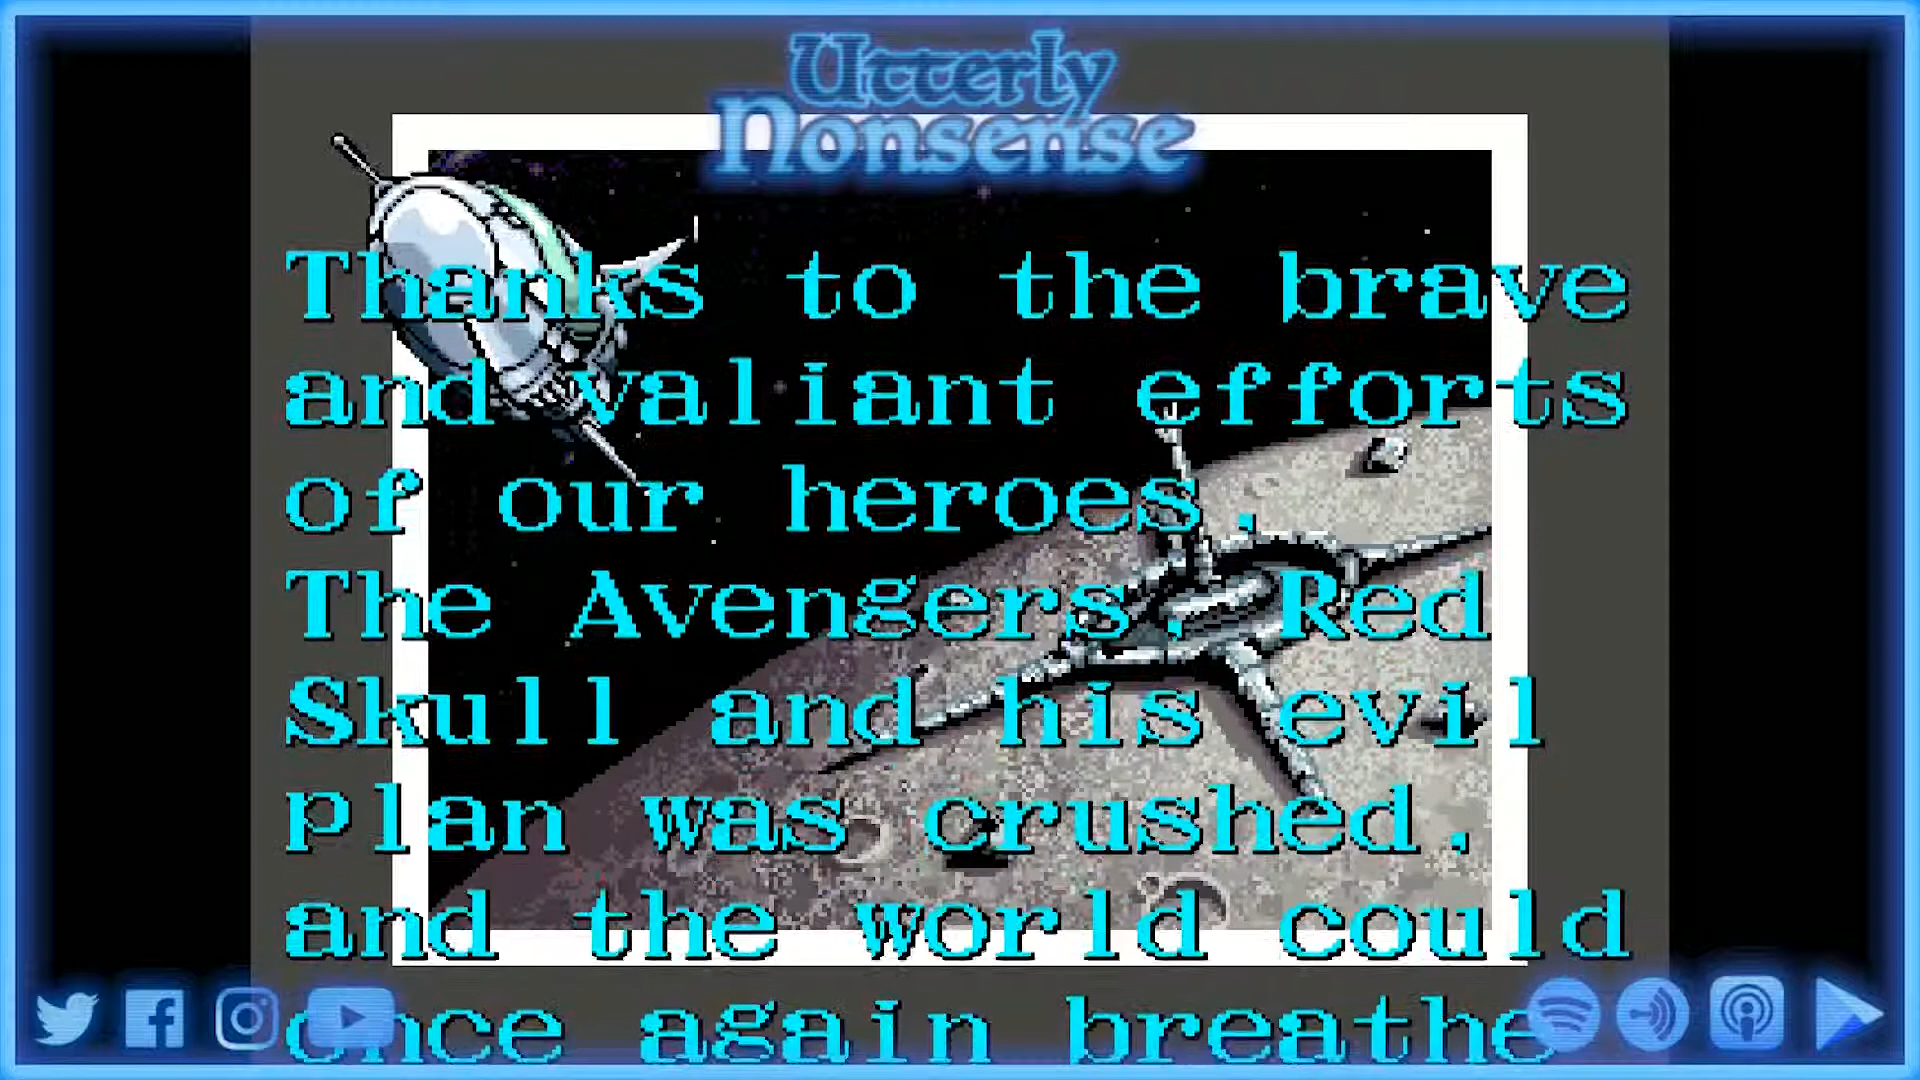 Utterly
Nonsense
Thanks to the brave
and valiant efforts
of our heroes,
The Avengers, Red
Skull and his evil
plan was crushed.
and the world could
once again breathe